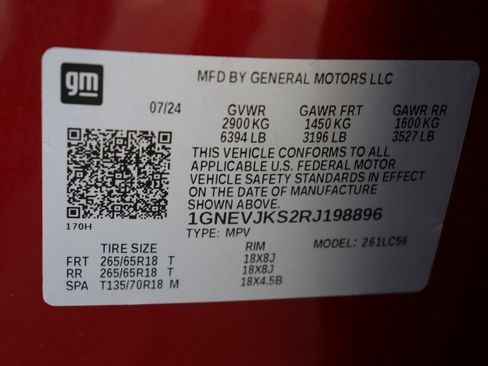 gm
MFD BY GENERAL MOTORS LLC
07/24 GVWR GAWR FRT GAWR RR
2900 KG 1450 KG 1600 KG
6394 LB 3196 LB 3527 LB
THIS VEHICLE CONFORMS TO ALL
APPLICABLE U.S. FEDERAL MOTOR
VEHICLE SAFETY STANDARDS IN EFFECT
ON THE DATE OF MANUFACTURE
SHOWN ABOVE.
170H 1GNEVJKS2RJ198896
TYPE: MPV MODEL: 261LC56
TIRE SIZE RIM
FRT 265/65R18 T 18X8J
RR 265/65R18 T 18X8J
SPA T135/70R18 M 18X4.5B